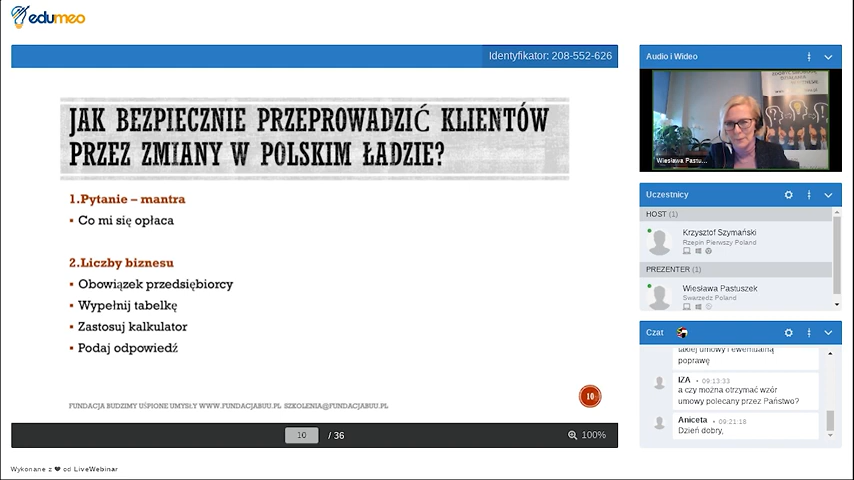 edumeo
Identyfikator: 208-552-626
JAK BEZPIECZNIE PRZEPROWADZIĆ KLIENTÓW
PRZEZ ZMIANY W POLSKIM ŁADZIE?
1.Pytanie – mantra
▪ Co mi się opłaca
2.Liczby biznesu
▪ Obowiązek przedsiębiorcy
▪ Wypełnij tabelkę
▪ Zastosuj kalkulator
▪ Podaj odpowiedź
FUNDACJA BUDZIMY UŚPIONE UMYSŁY WWW.FUNDACJABUU.PL SZKOLENIA@FUNDACJABUU.PL
10
10 / 36
100%
Wykonane z ❤ od LiveWebinar
Audio i Wideo
Wiesława Pastu...
Uczestnicy
HOST (1)
Krzysztof Szymański
Rzepin Pierwszy Poland
PREZENTER (1)
Wiesława Pastuszek
Swarzedz Poland
Czat
takiej umowy i ewentualną
poprawę
IZA • 09:13:33
a czy można otrzymać wzór
umowy polecany przez Państwo?
Aniceta • 09:21:18
Dzień dobry,